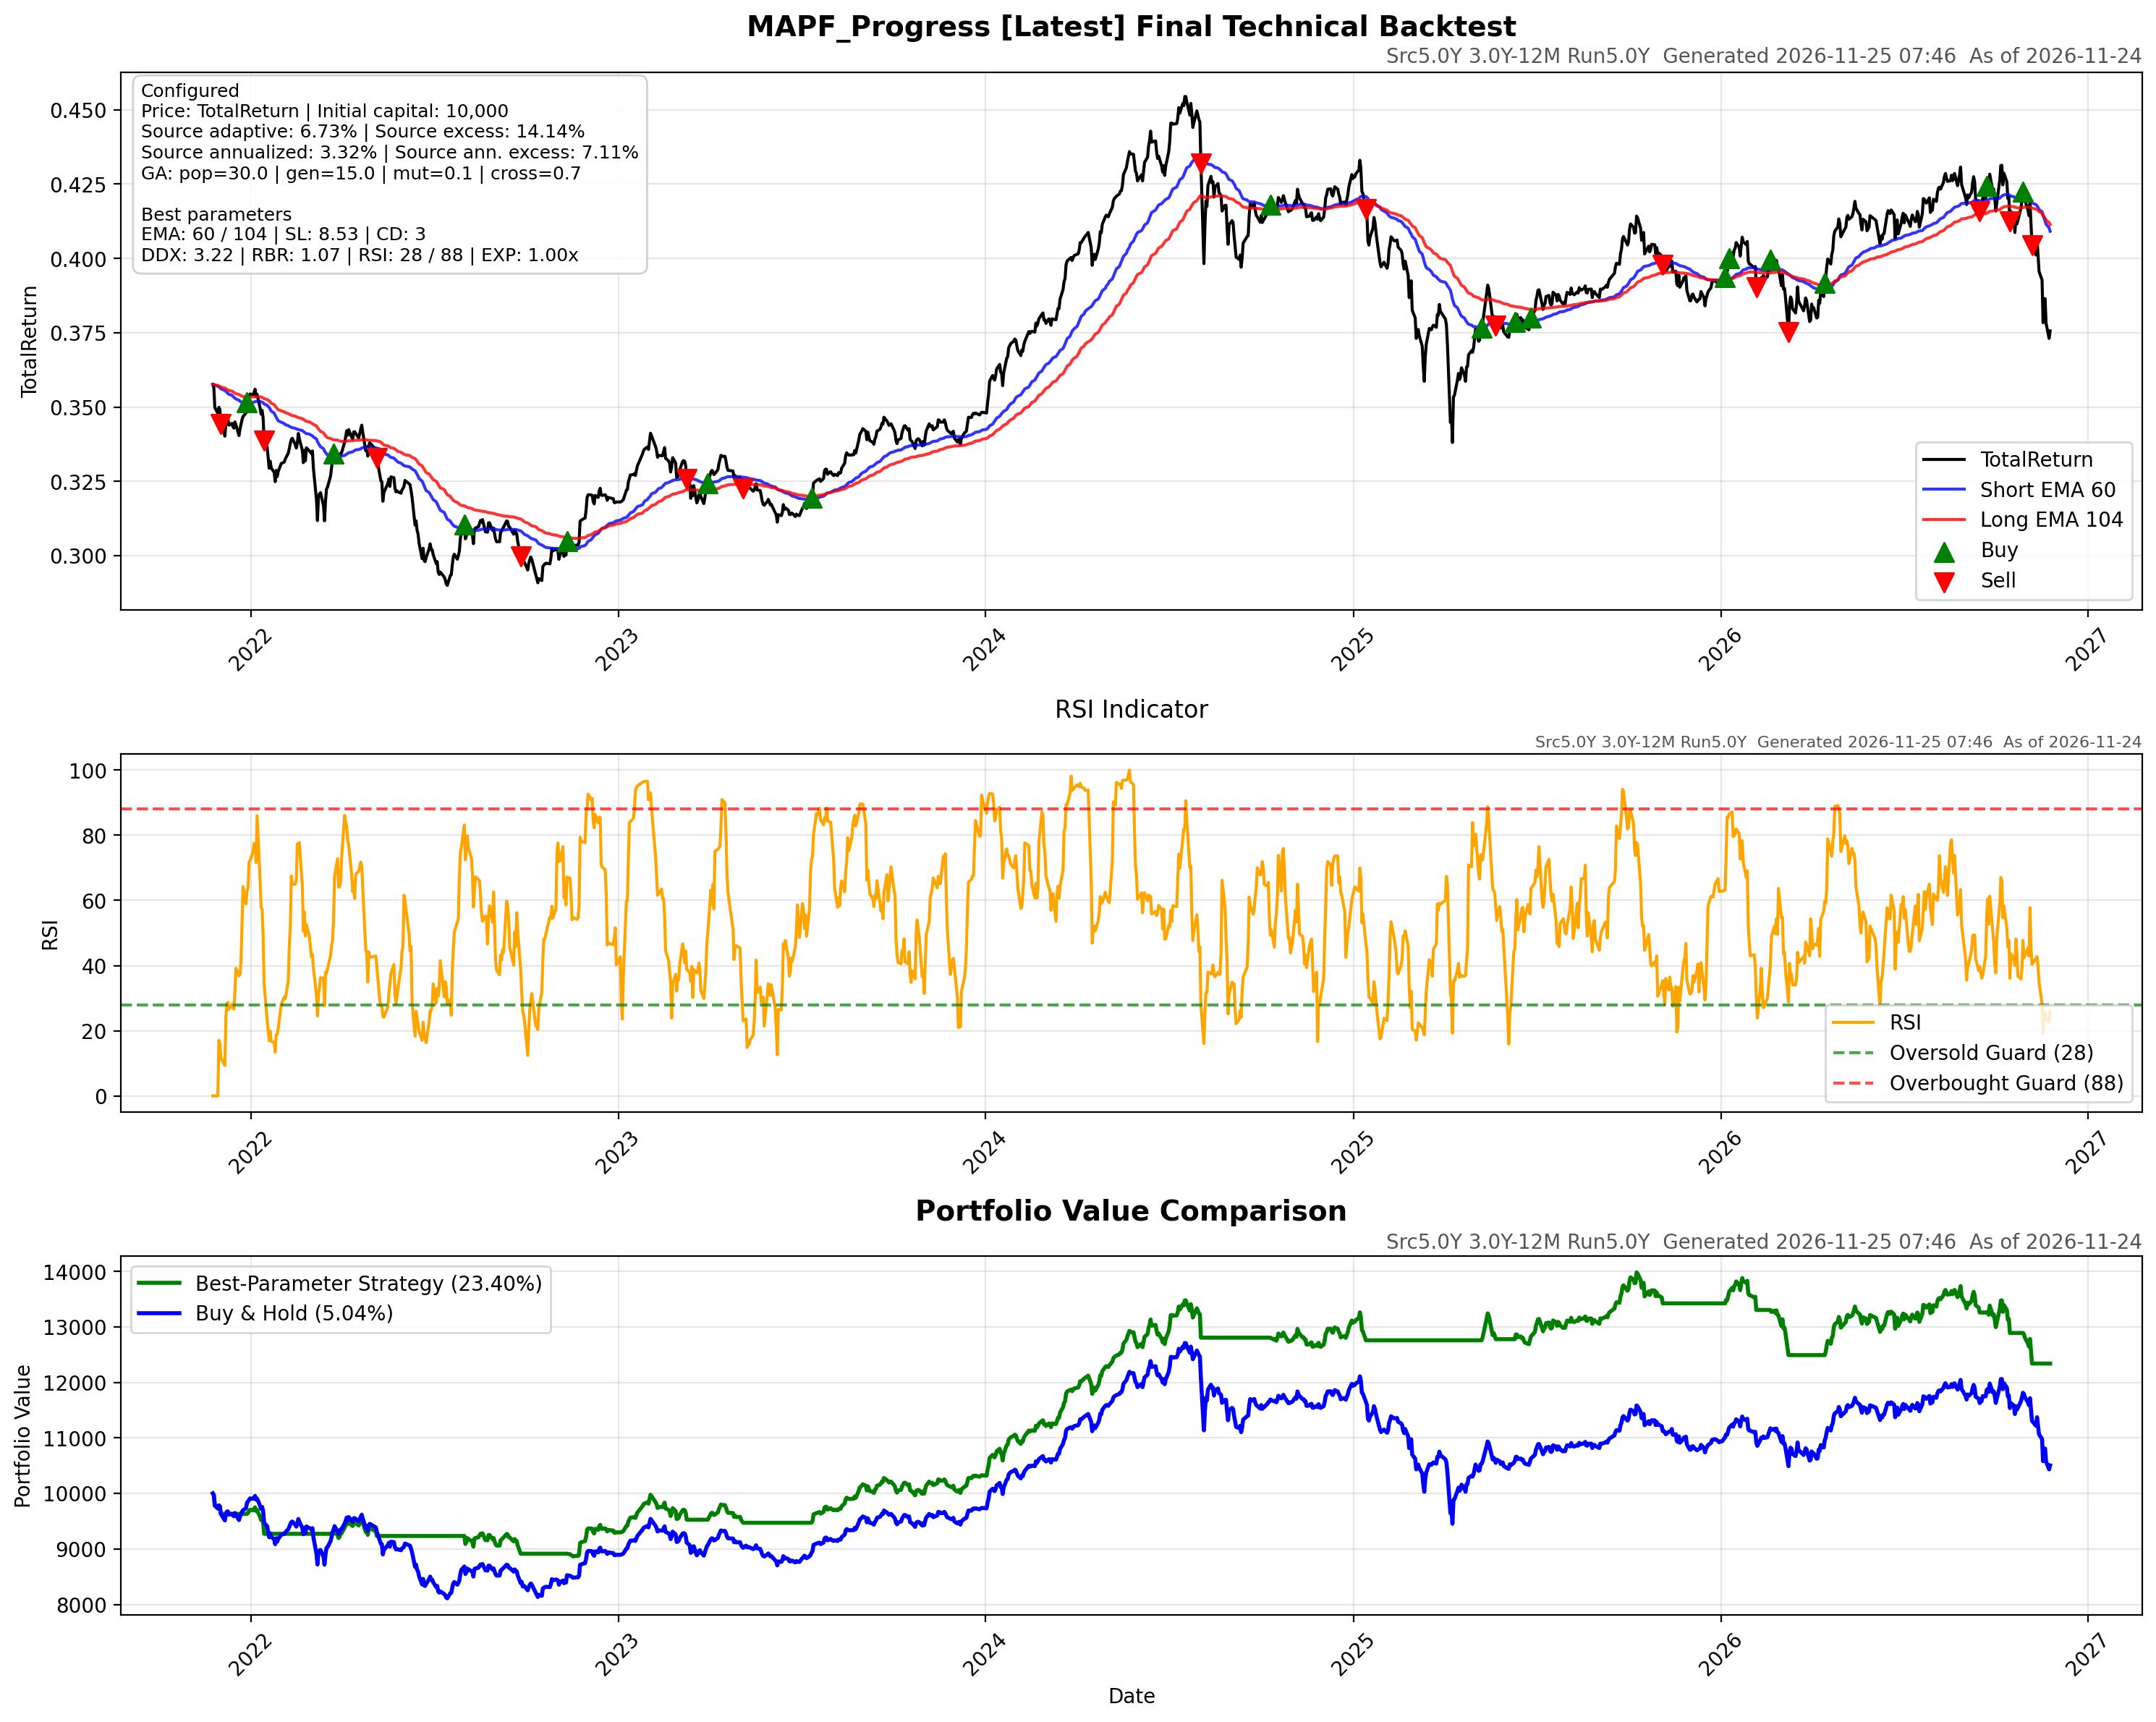 MAPF_Progress [Latest] Final Technical Backtest
Src5.0Y 3.0Y-12M Run5.0Y  Generated 2026-11-25 07:46  As of 2026-11-24
Configured
Price: TotalReturn | Initial capital: 10,000
Source adaptive: 6.73% | Source excess: 14.14%
Source annualized: 3.32% | Source ann. excess: 7.11%
GA: pop=30.0 | gen=15.0 | mut=0.1 | cross=0.7
Best parameters
EMA: 60 / 104 | SL: 8.53 | CD: 3
DDX: 3.22 | RBR: 1.07 | RSI: 28 / 88 | EXP: 1.00x
TotalReturn
0.450
0.425
0.400
0.375
0.350
0.325
0.300
TotalReturn
Short EMA 60
Long EMA 104
Buy
Sell
2022
2023
2024
2025
2026
2027
RSI Indicator
Src5.0Y 3.0Y-12M Run5.0Y  Generated 2026-11-25 07:46  As of 2026-11-24
RSI
100
80
60
40
20
0
RSI
Oversold Guard (28)
Overbought Guard (88)
2022
2023
2024
2025
2026
2027
Portfolio Value Comparison
Src5.0Y 3.0Y-12M Run5.0Y  Generated 2026-11-25 07:46  As of 2026-11-24
Best-Parameter Strategy (23.40%)
Buy & Hold (5.04%)
Portfolio Value
14000
13000
12000
11000
10000
9000
8000
2022
2023
2024
2025
2026
2027
Date